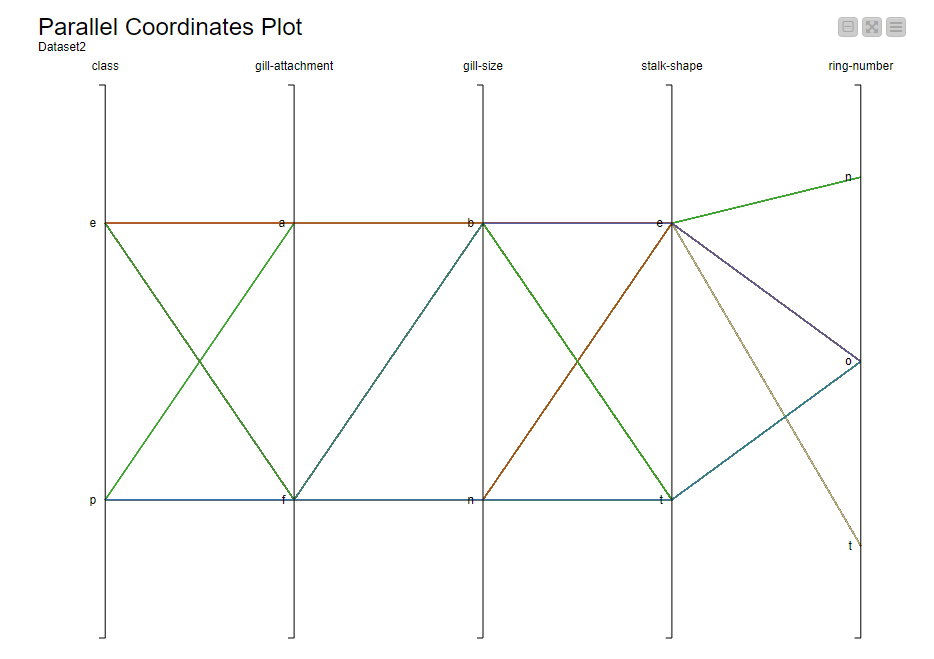 Parallel Coordinates Plot
Dataset2
class gill-attachment gill-size stalk-shape ring-number
n
e a b e
o
p f n t
t